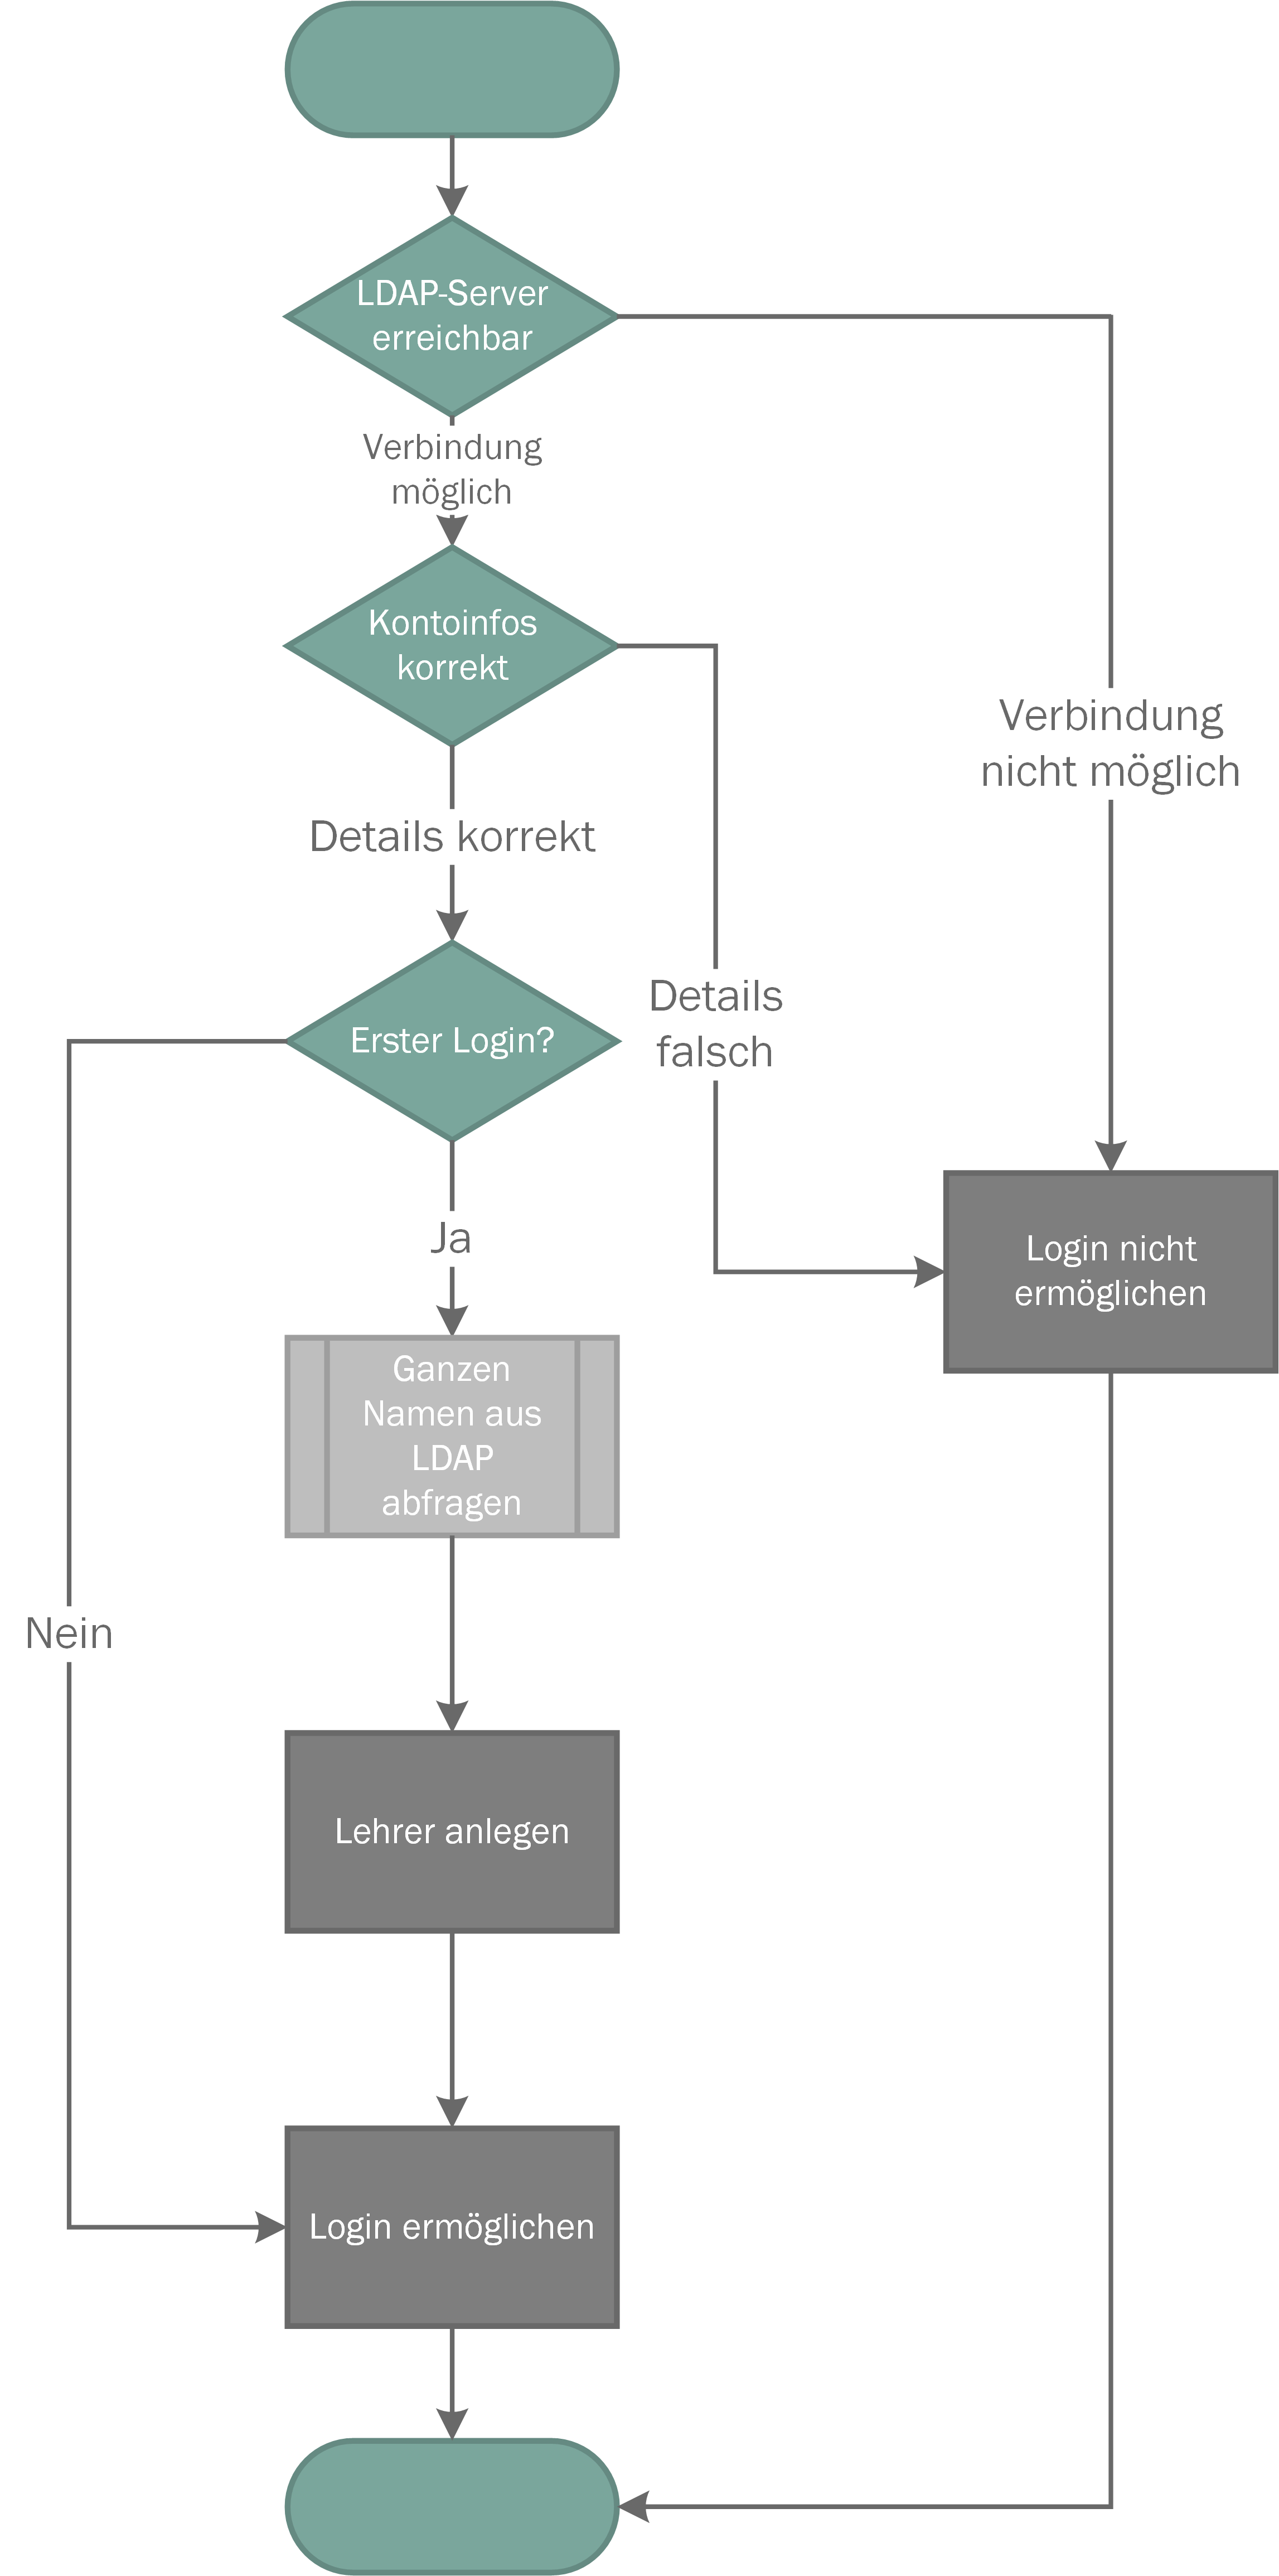 LDAP-Server
erreichbar
Verbindung
möglich
Kontoinfos
korrekt
Verbindung
nicht möglich
Details korrekt
Details
falsch
Erster Login?
Ja
Login nicht
ermöglichen
Ganzen
Namen aus
LDAP
abfragen
Nein
Lehrer anlegen
Login ermöglichen